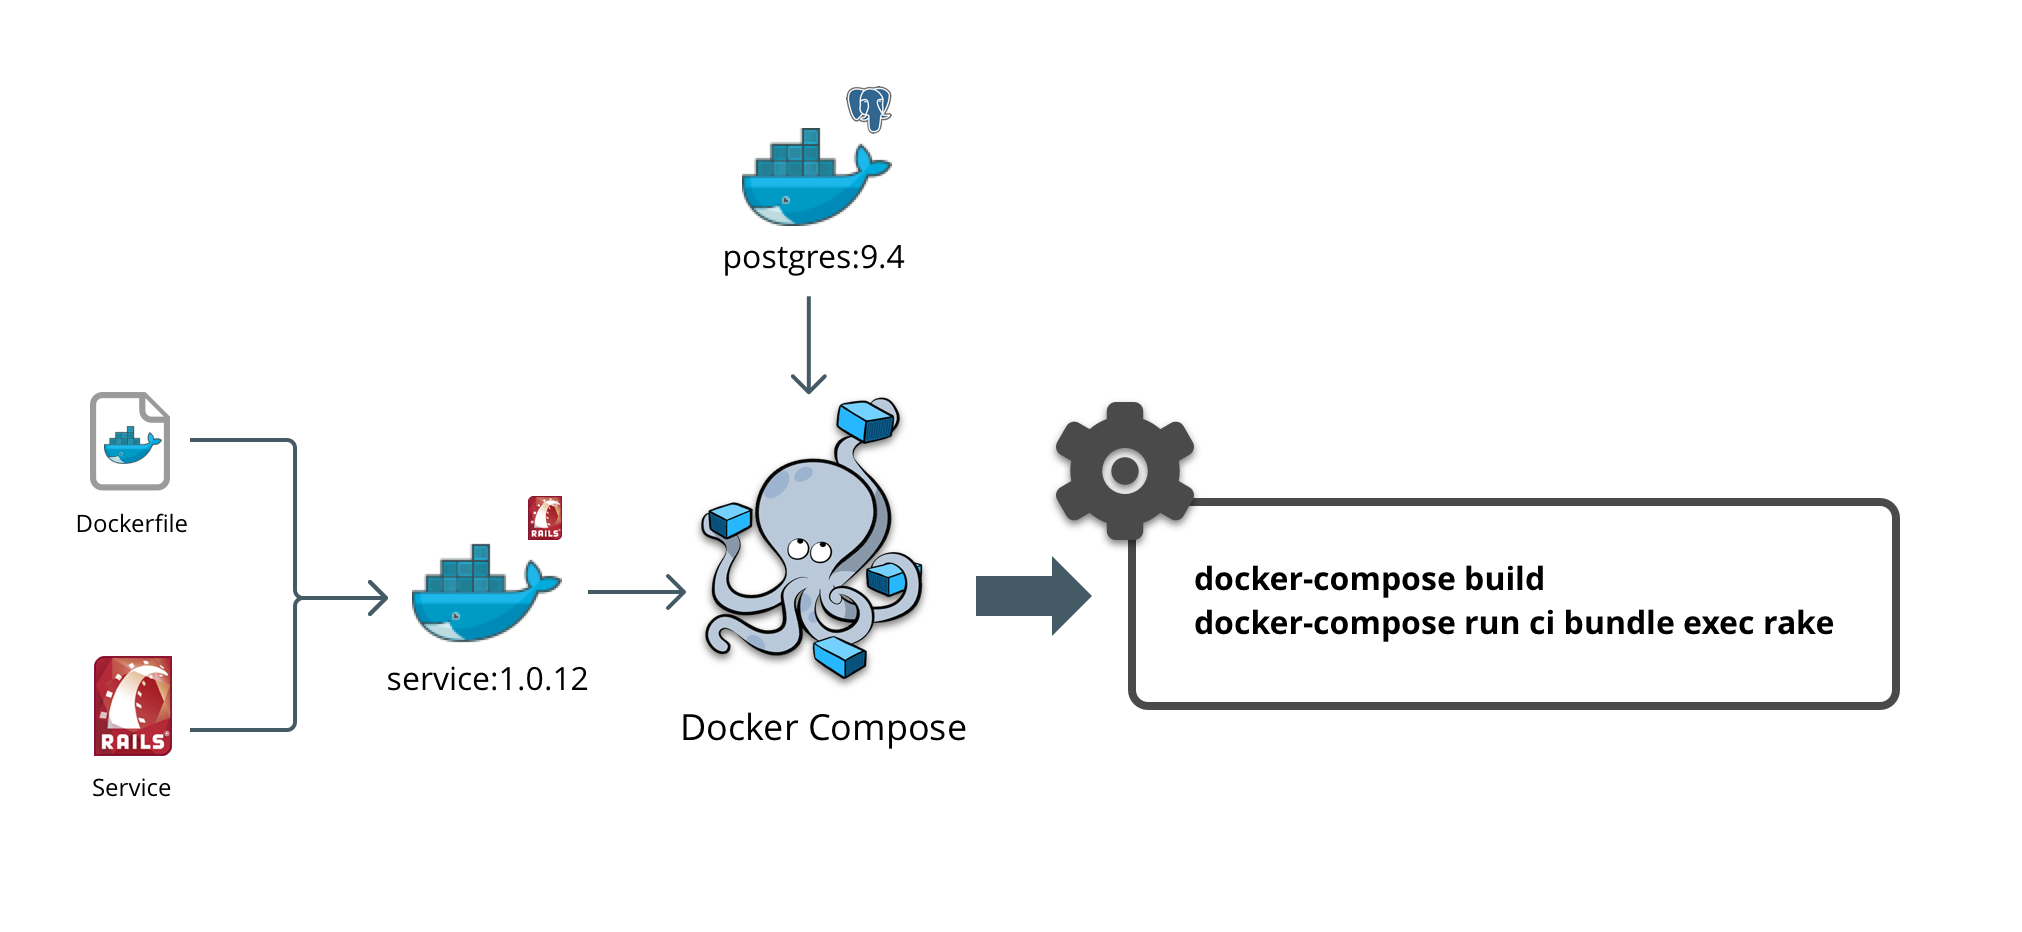 postgres:9.4
Dockerfile
RAILS
service:1.0.12
RAILS
Service
Docker Compose
docker-compose build
docker-compose run ci bundle exec rake